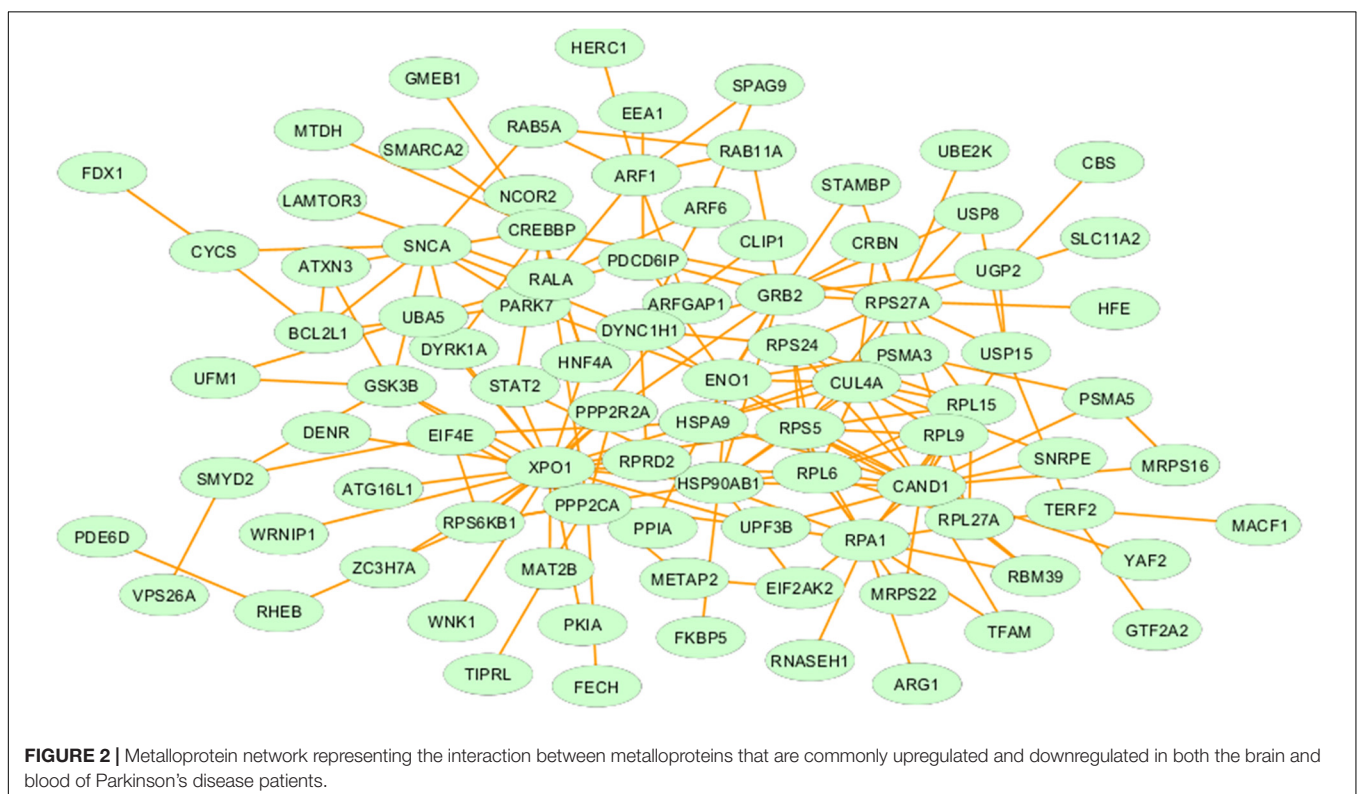 HERC1
GMEB1
SPAG9
EEA1
MTDH
RAB5A
SMARCA2
RAB11A
UBE2K
CBS
FDX1
ARF1
STAMBP
LAMTOR3
NCOR2
ARF6
USP8
CREBBP
CLIP1
CRBN
SLC11A2
CYCS
SNCA
ATXN3
PDCD6IP
UGP2
RALA
PARK7
ARFGAP1
GRB2
RPS27A
HFE
UBA5
BCL2L1
DYNC1H1
RPS24
DYRK1A
HNF4A
PSMA3
USP15
UFM1
GSK3B
STAT2
ENO1
CUL4A
PSMA5
RPL15
PPP2R2A
DENR
EIF4E
HSPA9
RPS5
RPL9
SMYD2
XPO1
RPRD2
SNRPE
MRPS16
RPL6
ATG16L1
HSP90AB1
CAND1
PPP2CA
WRNIP1
RPS6KB1
PPIA
UPF3B
RPL27A
TERF2
MACF1
PDE6D
RPA1
YAF2
ZC3H7A
MAT2B
METAP2
EIF2AK2
RBM39
VPS26A
MRPS22
RHEB
WNK1
PKIA
FKBP5
TFAM
GTF2A2
RNASEH1
TIPRL
FECH
ARG1
FIGURE 2 | Metalloprotein network representing the interaction between metalloproteins that are commonly upregulated and downregulated in both the brain and
blood of Parkinson's disease patients.